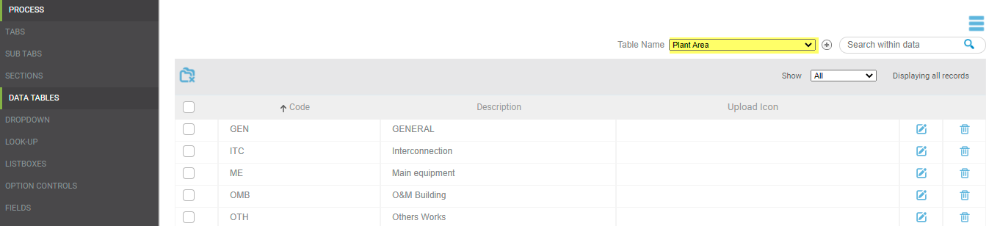 PROCESS
TABS
SUB TABS
SECTIONS
DATA TABLES
DROPDOWN
LOOK-UP
LISTBOXES
OPTION CONTROLS
FIELDS
Table Name Plant Area Search within data
Show All Displaying all records
Code Description Upload Icon
GEN GENERAL
ITC Interconnection
ME Main equipment
OMB O&M Building
OTH Others Works